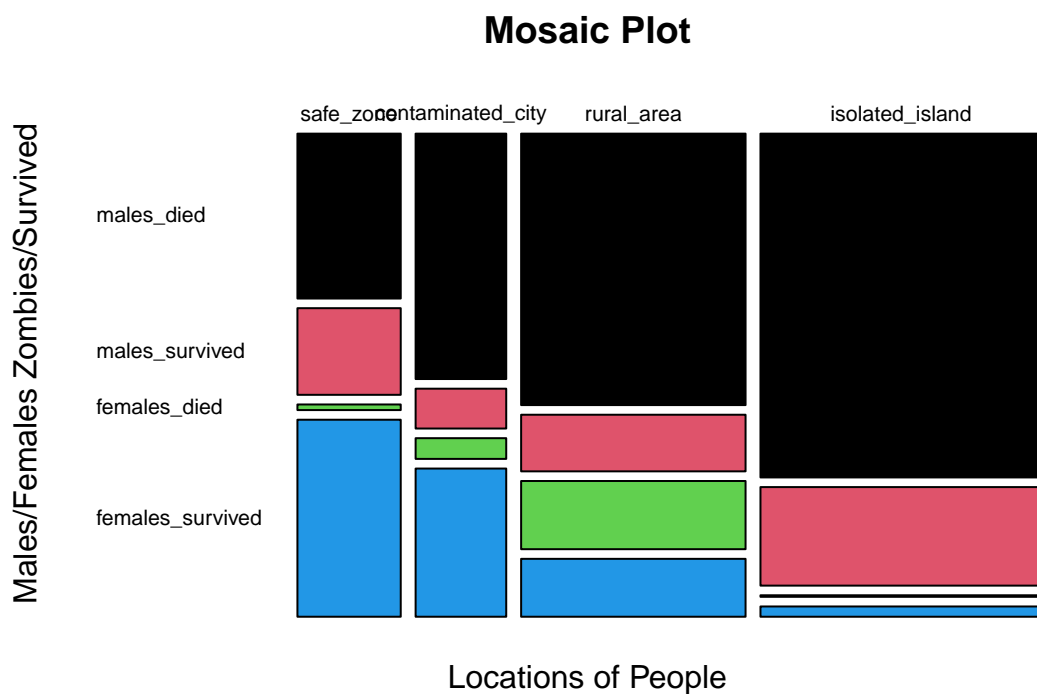 Mosaic Plot
safe_zone contaminated_city rural_area isolated_island
males_died
males_survived
females_died
females_survived
Males/Females Zombies/Survived
Locations of People